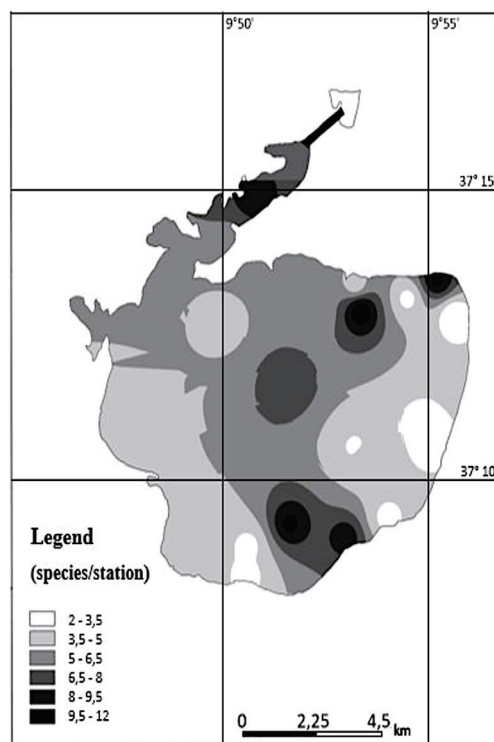 9°50' 9°55'
37° 15'
37° 10'
Legend
(species/station)
2 - 3,5
3,5 - 5
5 - 6,5
6,5 - 8
8 - 9,5
9,5 - 12
0 2,25 4,5
km